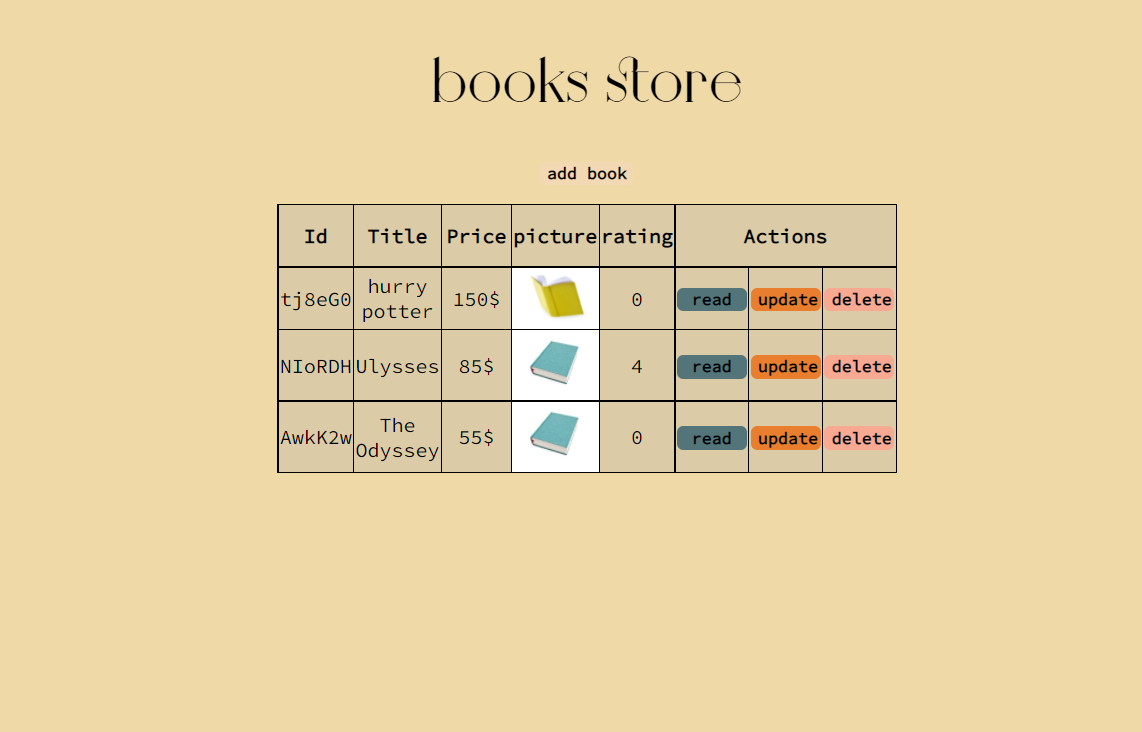 books store
add book
Id Title Price picture rating Actions
tj8eG0 hurry potter 150$ 0 read update delete
NIoRDH Ulysses 85$ 4 read update delete
AwkK2w The Odyssey 55$ 0 read update delete